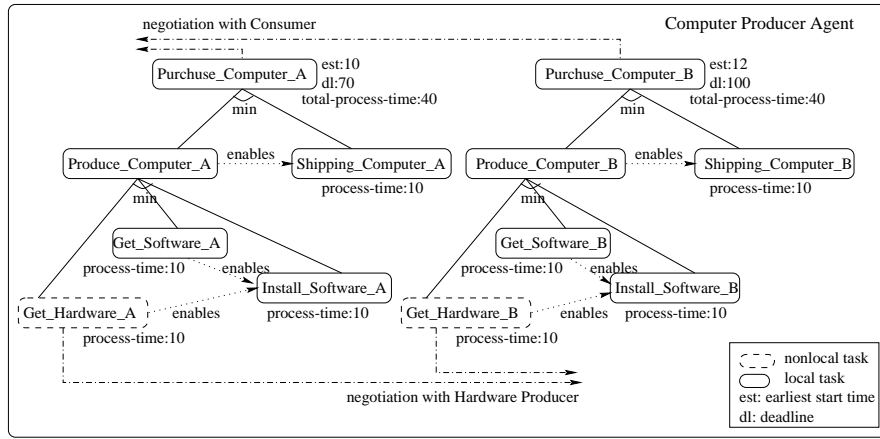 negotiation with Consumer
Computer Producer Agent
Purchuse_Computer_A
est:10
dl:70
total-process-time:40
min
Purchuse_Computer_B
est:12
dl:100
total-process-time:40
min
Produce_Computer_A
enables
Shipping_Computer_A
process-time:10
min
Produce_Computer_B
enables
Shipping_Computer_B
process-time:10
min
Get_Software_A
process-time:10
enables
Install_Software_A
process-time:10
Get_Hardware_A
enables
process-time:10
Get_Software_B
process-time:10
enables
Install_Software_B
process-time:10
Get_Hardware_B
enables
process-time:10
negotiation with Hardware Producer
nonlocal task
local task
est: earliest start time
dl: deadline